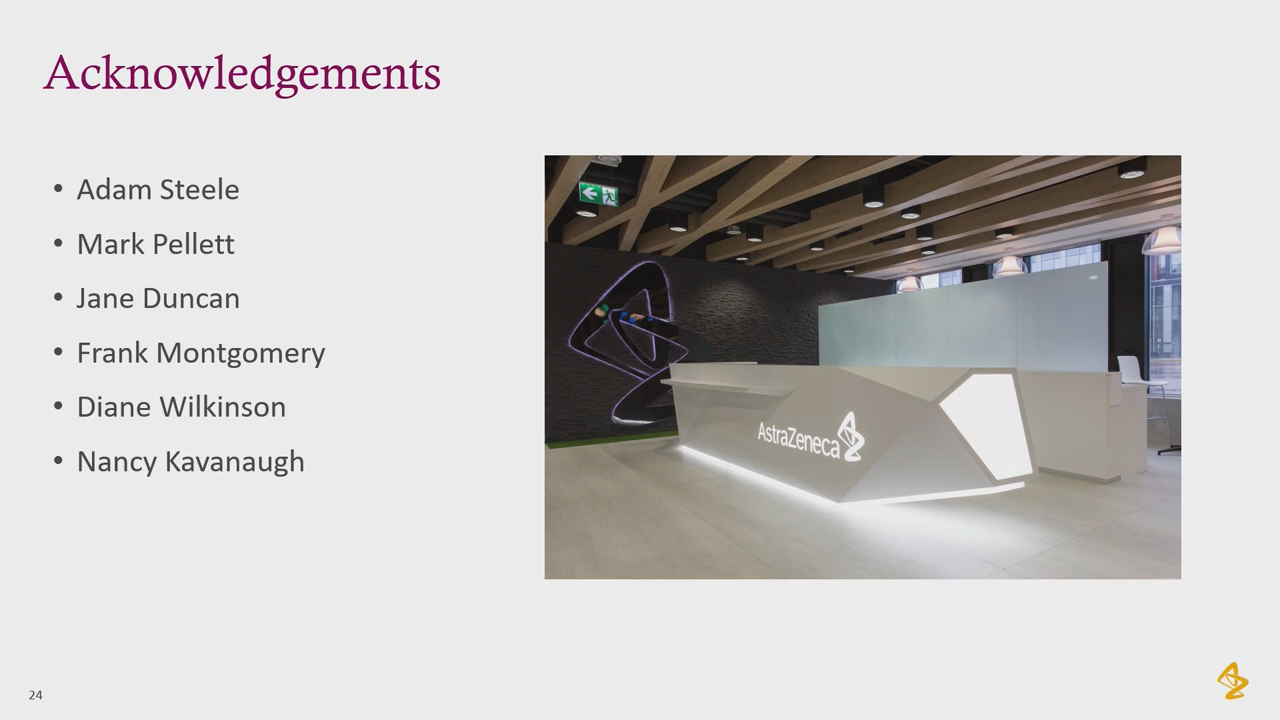 Acknowledgements
• Adam Steele
• Mark Pellett
• Jane Duncan
• Frank Montgomery
• Diane Wilkinson
• Nancy Kavanaugh
AstraZeneca
24